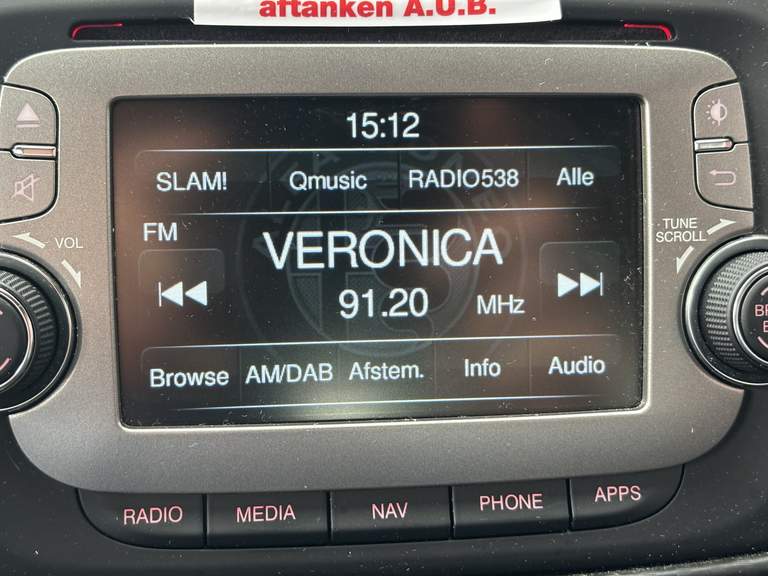 aftanken A.U.B.
15:12
SLAM! Qmusic RADIO538 Alle
FM
VERONICA
91.20 MHz
Browse AM/DAB Afstem. Info Audio
VOL
TUNE
SCROLL
RADIO MEDIA NAV PHONE APPS